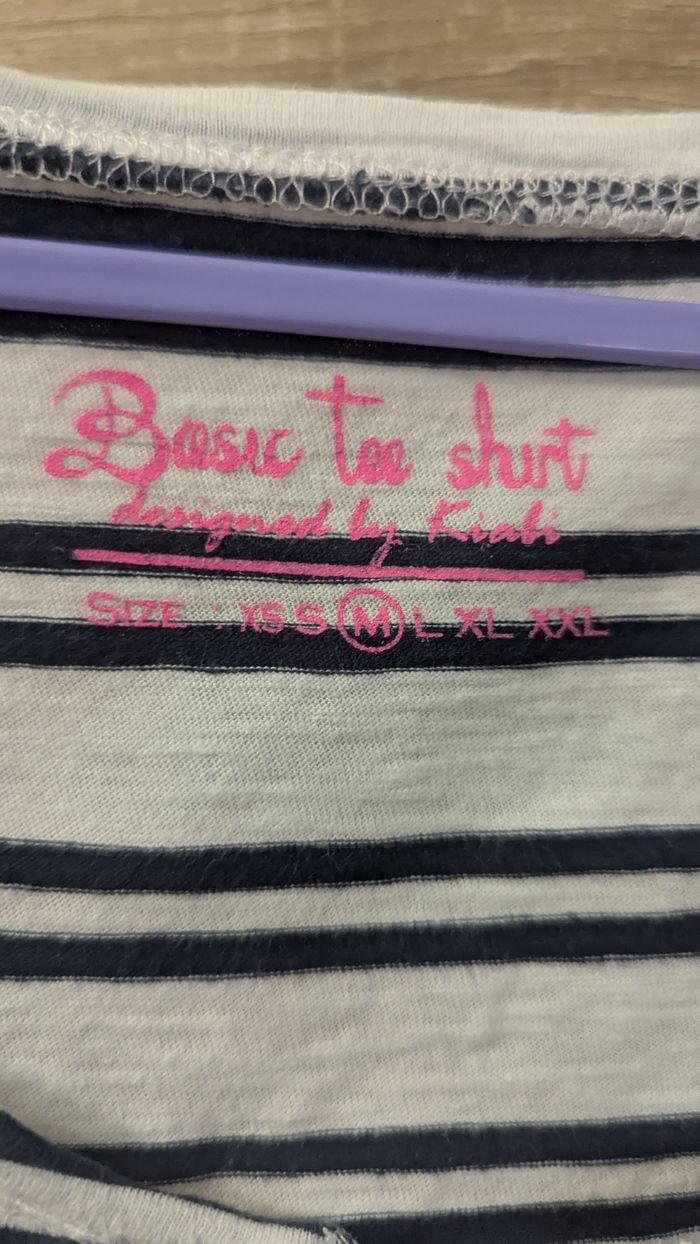 Basic tee shirt
designed by Kiabi
SIZE : XS S M L XL XXL